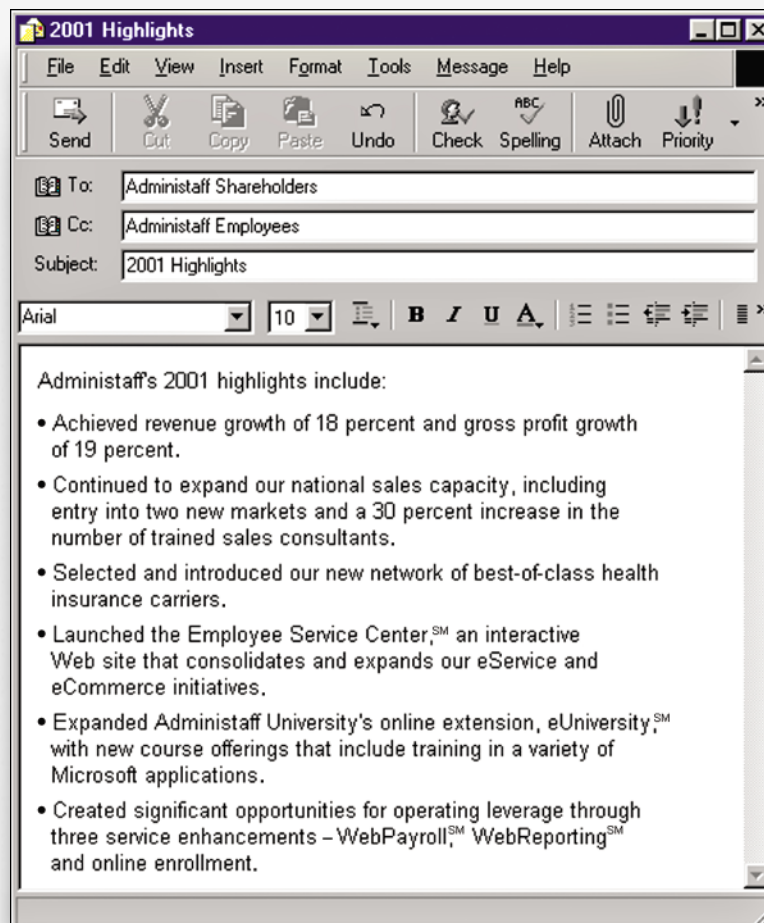 2001 Highlights
File Edit View Insert Format Tools Message Help
ABC
Send Cut Copy Paste Undo Check Spelling Attach Priority
To: Administaff Shareholders
Cc: Administaff Employees
Subject: 2001 Highlights
Arial 10 B I U A
Administaff's 2001 highlights include:
• Achieved revenue growth of 18 percent and gross profit growth
of 19 percent.
• Continued to expand our national sales capacity, including
entry into two new markets and a 30 percent increase in the
number of trained sales consultants.
• Selected and introduced our new network of best-of-class health
insurance carriers.
• Launched the Employee Service Center,℠ an interactive
Web site that consolidates and expands our eService and
eCommerce initiatives.
• Expanded Administaff University's online extension, eUniversity,℠
with new course offerings that include training in a variety of
Microsoft applications.
• Created significant opportunities for operating leverage through
three service enhancements – WebPayroll,℠ WebReporting℠
and online enrollment.